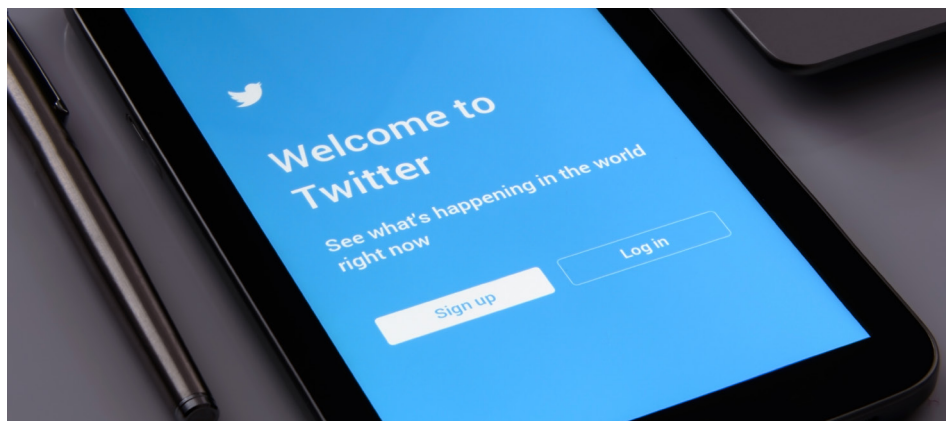 Welcome to
Twitter
See what's happening in the world
right now
Sign up
Log in